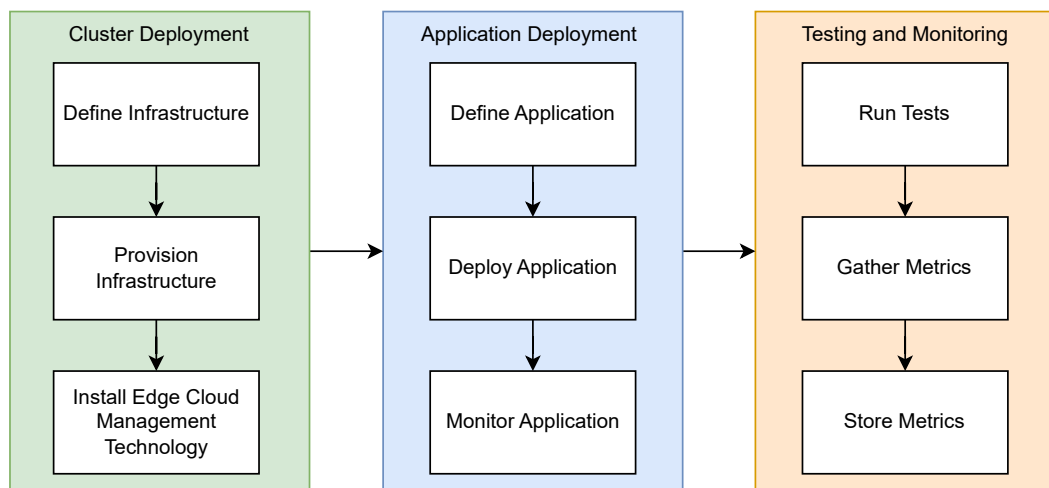 Cluster Deployment
Define Infrastructure
Provision
Infrastructure
Install Edge Cloud
Management
Technology
Application Deployment
Define Application
Deploy Application
Monitor Application
Testing and Monitoring
Run Tests
Gather Metrics
Store Metrics